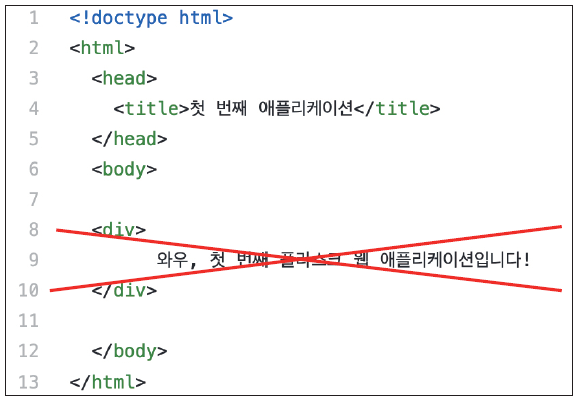 1 <!doctype html>
2 <html>
3 <head>
4 <title>첫 번째 애플리케이션</title>
5 </head>
6 <body>
7
8 <div>
9 와우, 첫 번째 플라스크 웹 애플리케이션입니다!
10 </div>
11
12 </body>
13 </html>